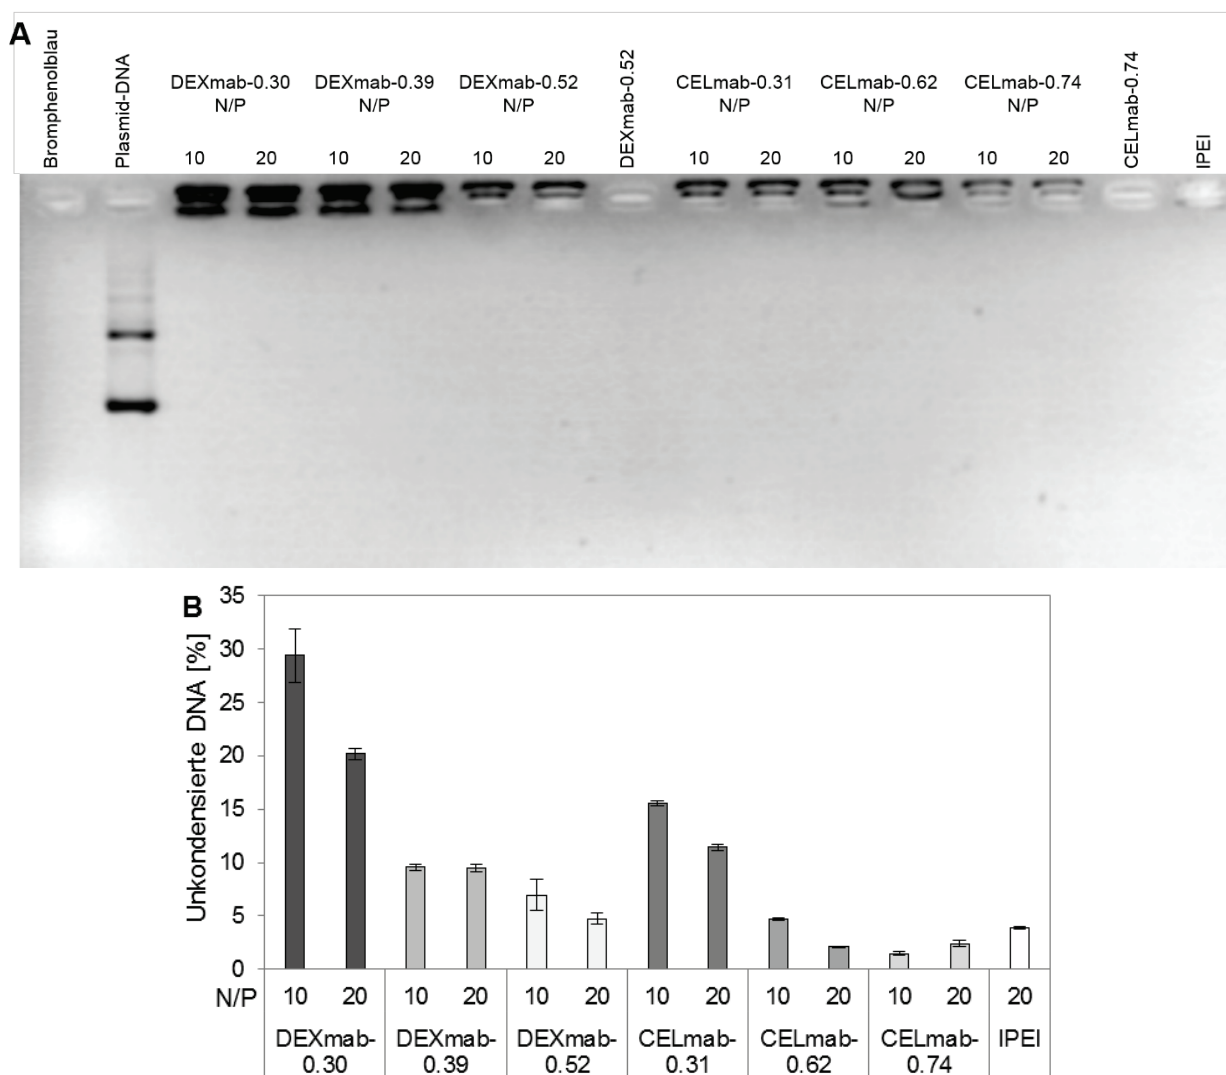 A
Bromphenolblau
Plasmid-DNA
DEXmab-0.30
N/P
10 20
DEXmab-0.39
N/P
10 20
DEXmab-0.52
N/P
10 20
DEXmab-0.52
CELmab-0.31
N/P
10 20
CELmab-0.62
N/P
10 20
CELmab-0.74
N/P
10 20
CELmab-0.74
lPEI
B
Unkondensierte DNA [%]
35
30
25
20
15
10
5
0
N/P 10 20 10 20 10 20 10 20 10 20 10 20 20
DEXmab- DEXmab- DEXmab- CELmab- CELmab- CELmab- lPEI
0.30 0.39 0.52 0.31 0.62 0.74